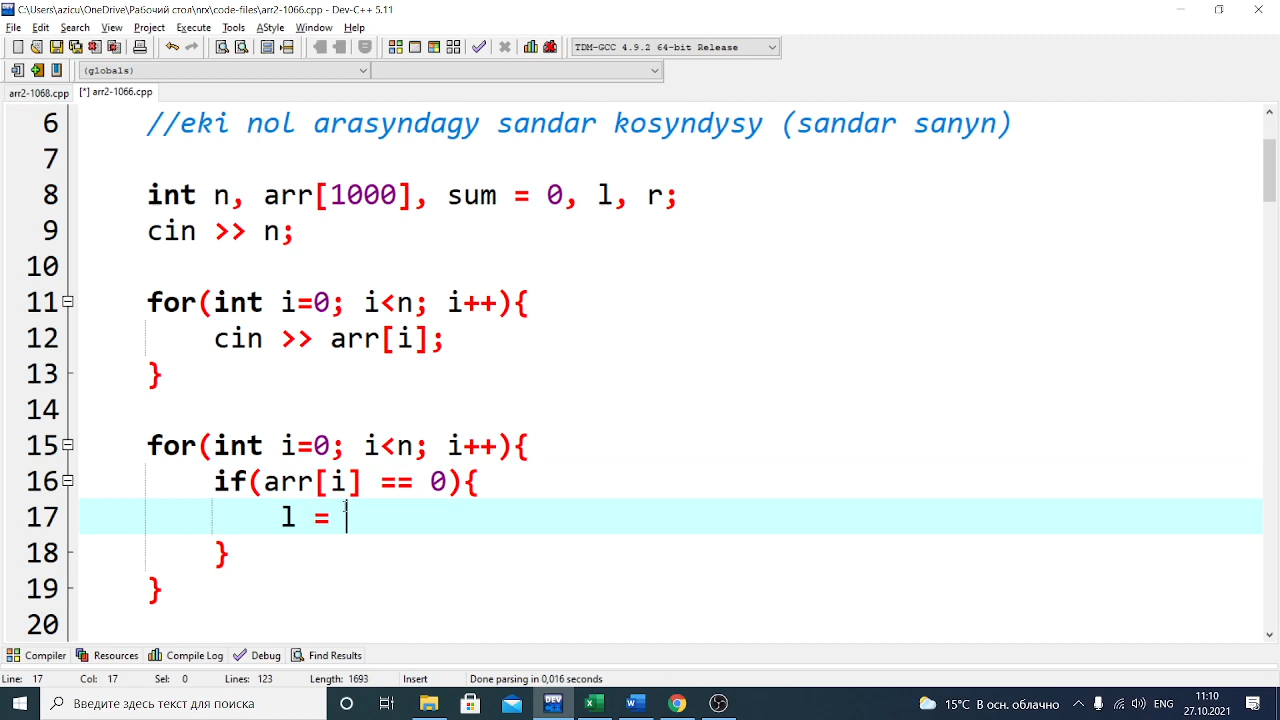 C:\Users\azicu\OneDrive\Рабочий стол\nrx\code-files\arr2-1066.cpp - Dev-C++ 5.11
File Edit Search View Project Execute Tools AStyle Window Help
TDM-GCC 4.9.2 64-bit Release
(globals)
arr2-1068.cpp [*] arr2-1066.cpp
6 //eki nol arasyndagy sandar kosyndysy (sandar sanyn)
7
8 int n, arr[1000], sum = 0, l, r;
9 cin >> n;
10
11 for(int i=0; i<n; i++){
12 cin >> arr[i];
13 }
14
15 for(int i=0; i<n; i++){
16 if(arr[i] == 0){
17 l =
18 }
19 }
20
Compiler Resources Compile Log Debug Find Results
Line: 17 Col: 17 Sel: 0 Lines: 123 Length: 1693 Insert Done parsing in 0,016 seconds
Введите здесь текст для поиска
DEV
15°C В осн. облачно
ENG
11:10
27.10.2021